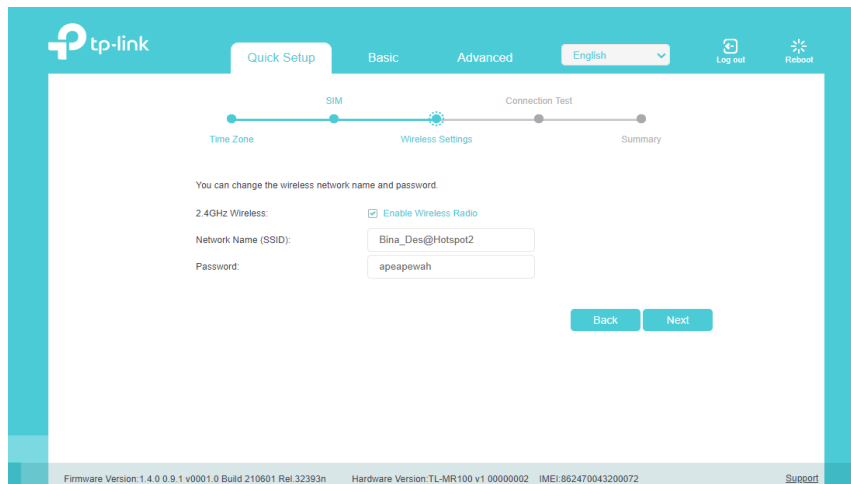 tp-link
Quick Setup Basic Advanced English Log out Reboot
SIM Connection Test
Time Zone Wireless Settings Summary
You can change the wireless network name and password.
2.4GHz Wireless: Enable Wireless Radio
Network Name (SSID): Bina_Des@Hotspot2
Password: apeapewah
Back Next
Firmware Version:1.4.0 0.9.1 v0001.0 Build 210601 Rel.32393n Hardware Version:TL-MR100 v1 00000002 IMEI:862470043200072 Support